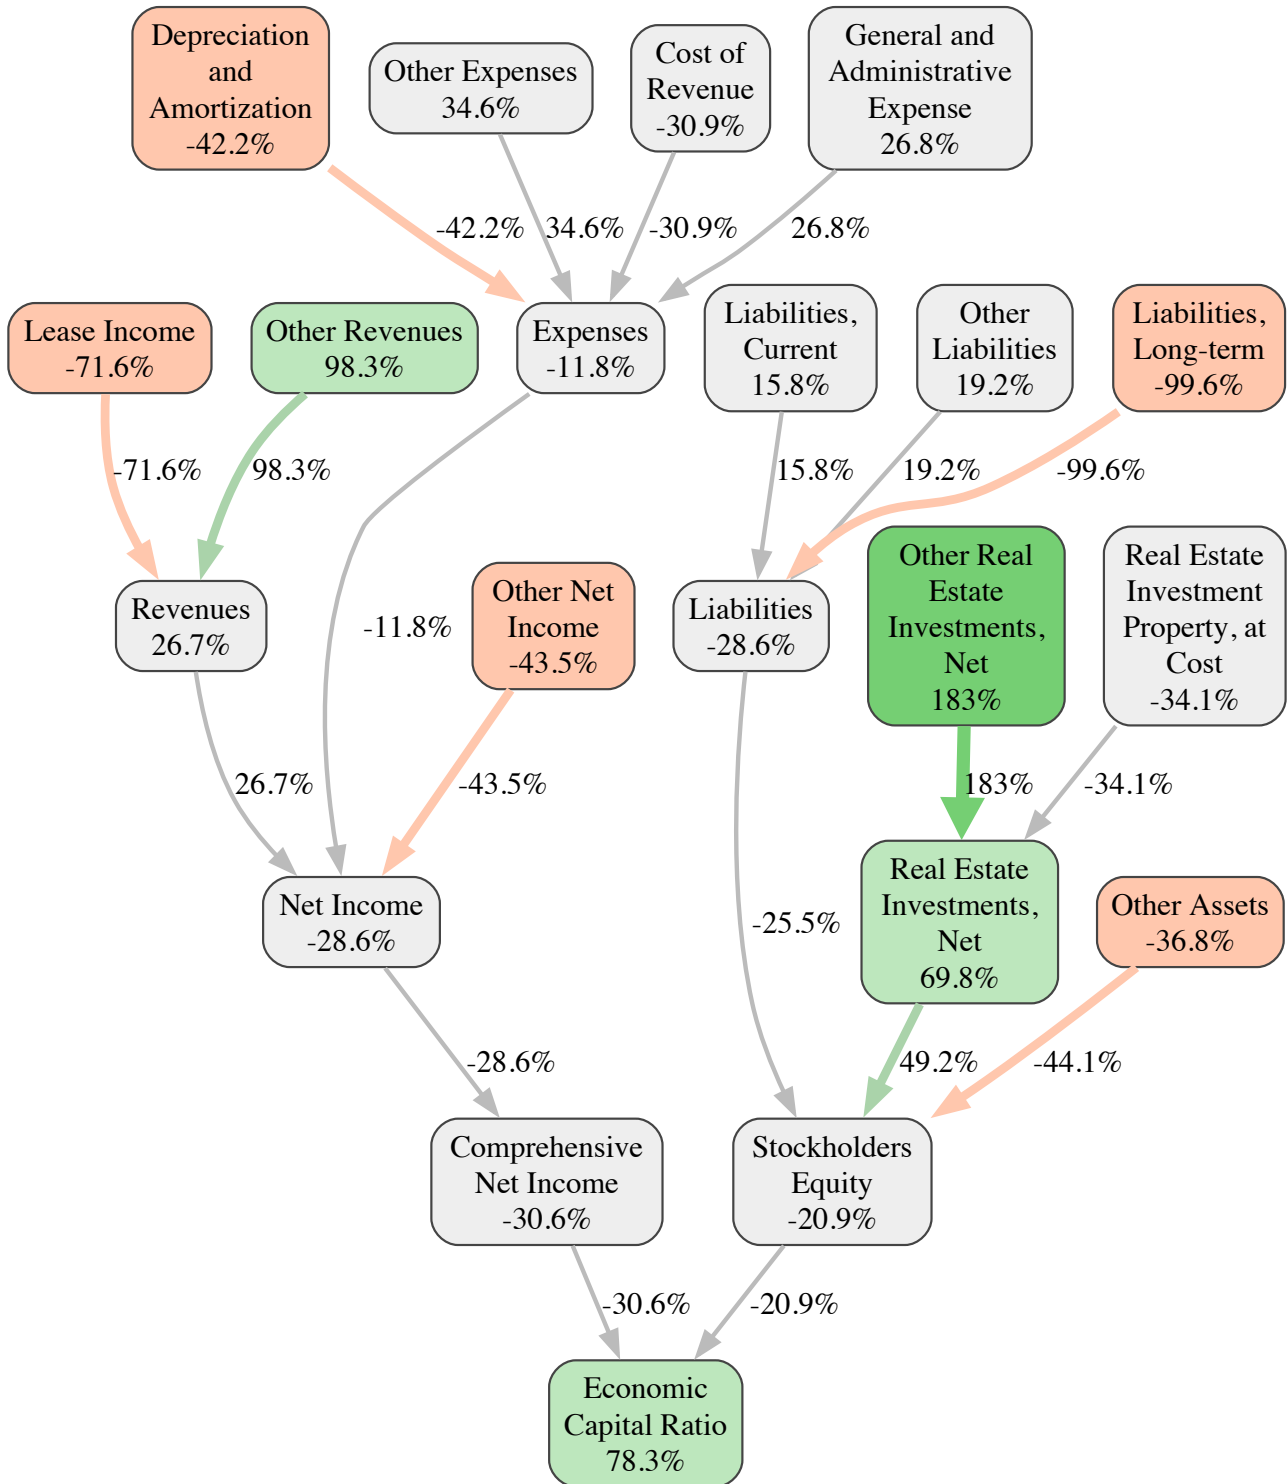 Depreciation
and
Amortization
-42.2%
Other Expenses
34.6%
Cost of
Revenue
-30.9%
General and
Administrative
Expense
26.8%
-42.2%
34.6%
-30.9%
26.8%
Lease Income
-71.6%
Other Revenues
98.3%
Expenses
-11.8%
Liabilities,
Current
15.8%
Other
Liabilities
19.2%
Liabilities,
Long-term
-99.6%
-71.6%
98.3%
15.8%
19.2%
-99.6%
Revenues
26.7%
-11.8%
Other Net
Income
-43.5%
Liabilities
-28.6%
Other Real
Estate
Investments,
Net
183%
Real Estate
Investment
Property, at
Cost
-34.1%
26.7%
-43.5%
183%
-34.1%
Net Income
-28.6%
-25.5%
Real Estate
Investments,
Net
69.8%
Other Assets
-36.8%
-28.6%
49.2%
-44.1%
Comprehensive
Net Income
-30.6%
Stockholders
Equity
-20.9%
-30.6%
-20.9%
Economic
Capital Ratio
78.3%